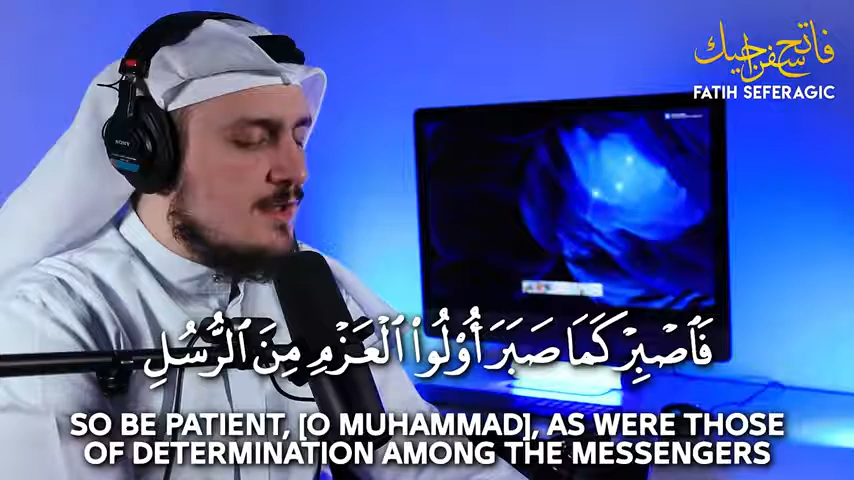 فاتح سفراجيك
FATIH SEFERAGIC
SONY
فَٱصْبِرْ كَمَا صَبَرَ أُو۟لُوا۟ ٱلْعَزْمِ مِنَ ٱلرُّسُلِ
SO BE PATIENT, [O MUHAMMAD], AS WERE THOSE
OF DETERMINATION AMONG THE MESSENGERS